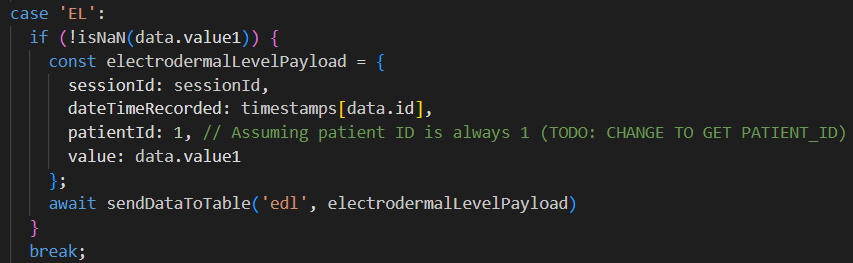 case 'EL':
if (!isNaN(data.value1)) {
const electrodermalLevelPayload = {
sessionId: sessionId,
dateTimeRecorded: timestamps[data.id],
patientId: 1, // Assuming patient ID is always 1 (TODO: CHANGE TO GET PATIENT_ID)
value: data.value1
};
await sendDataToTable('edl', electrodermalLevelPayload)
}
break;